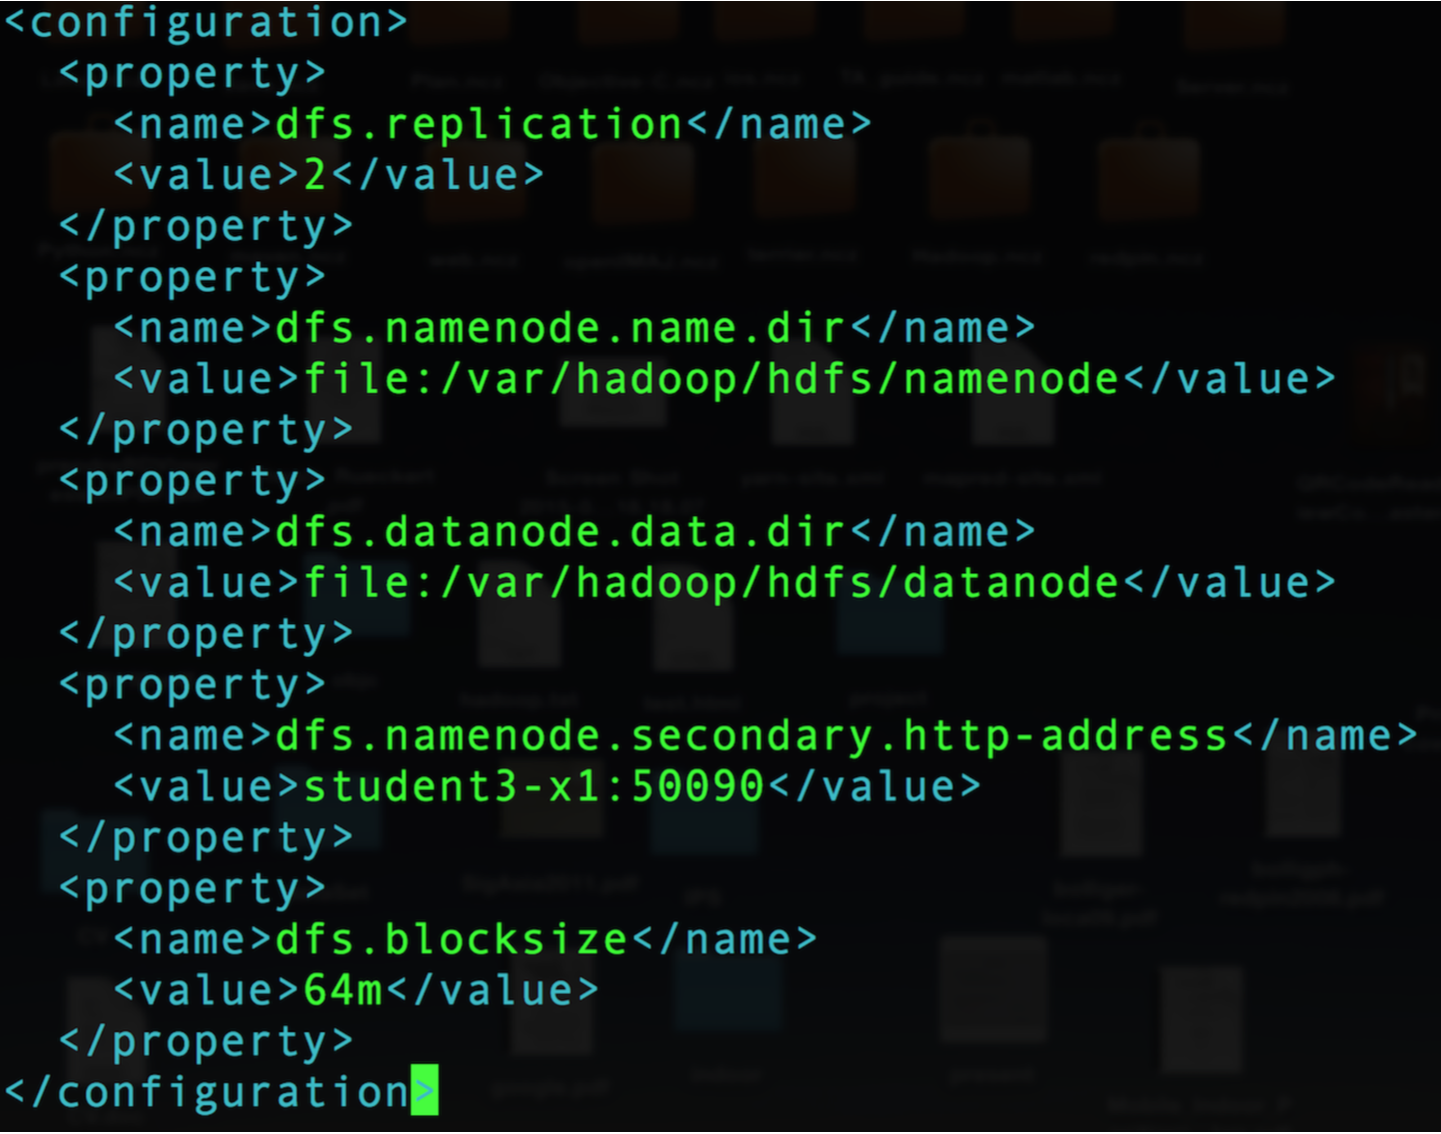 <configuration>
  <property>
    <name>dfs.replication</name>
    <value>2</value>
  </property>
  <property>
    <name>dfs.namenode.name.dir</name>
    <value>file:/var/hadoop/hdfs/namenode</value>
  </property>
  <property>
    <name>dfs.datanode.data.dir</name>
    <value>file:/var/hadoop/hdfs/datanode</value>
  </property>
  <property>
    <name>dfs.namenode.secondary.http-address</name>
    <value>student3-x1:50090</value>
  </property>
  <property>
    <name>dfs.blocksize</name>
    <value>64m</value>
  </property>
</configuration>